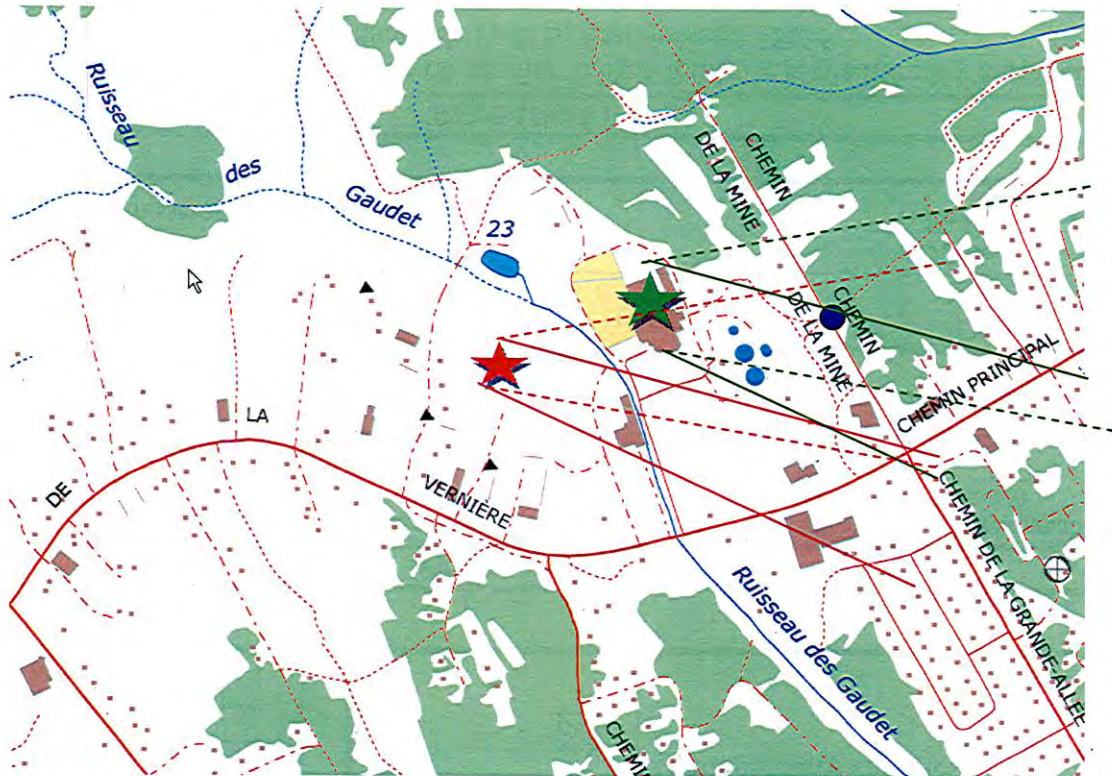 Ruisseau
des
Gaudet
23
CHEMIN
DE LA MINE
CHEMIN
DE LA MINE
CHEMIN PRINCIPAL
DE
LA
VERNIÈRE
CHEMIN DE LA GRANDE-ALLÉE
Ruisseau des Gaudet
CHEMIN